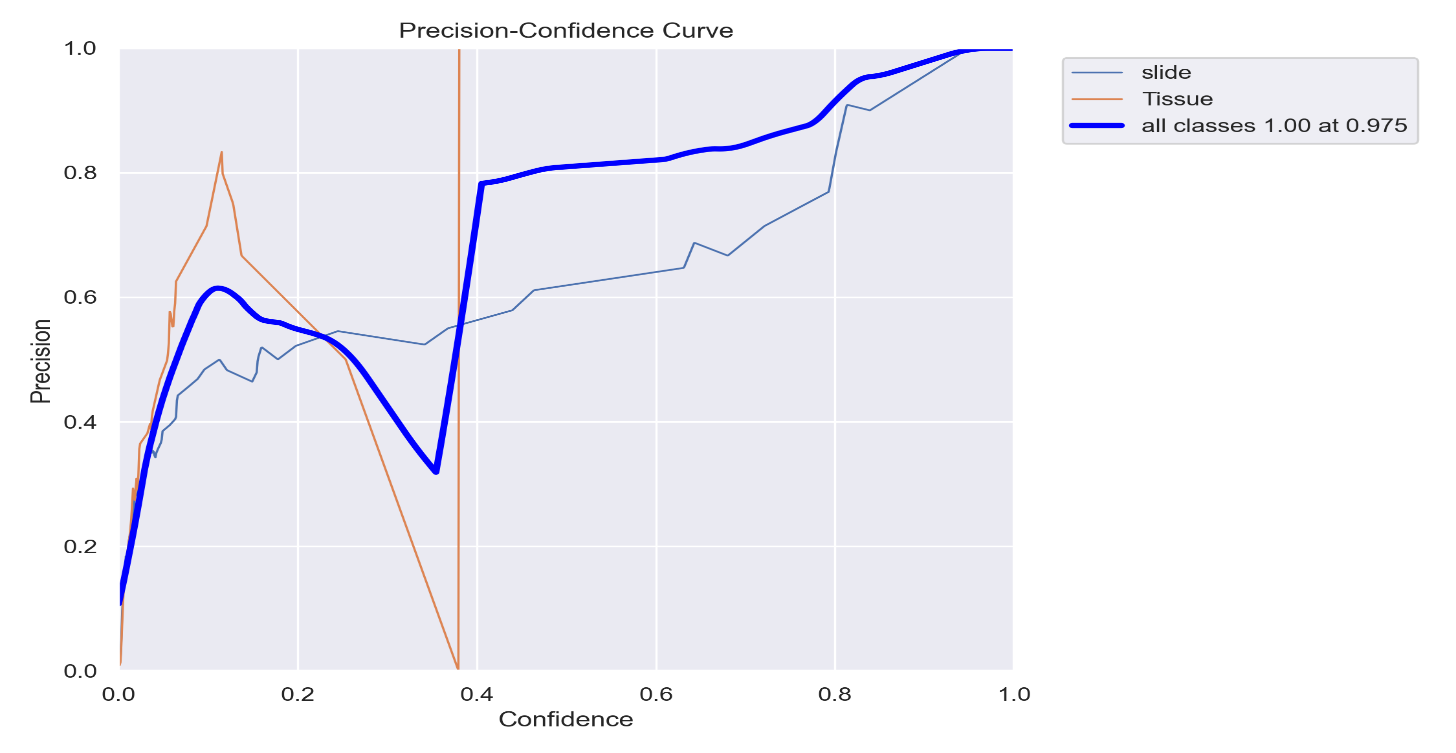 Precision-Confidence Curve
1.0
0.8
0.6
0.4
0.2
0.0
Precision
0.0 0.2 0.4 0.6 0.8 1.0
Confidence
slide
Tissue
all classes 1.00 at 0.975